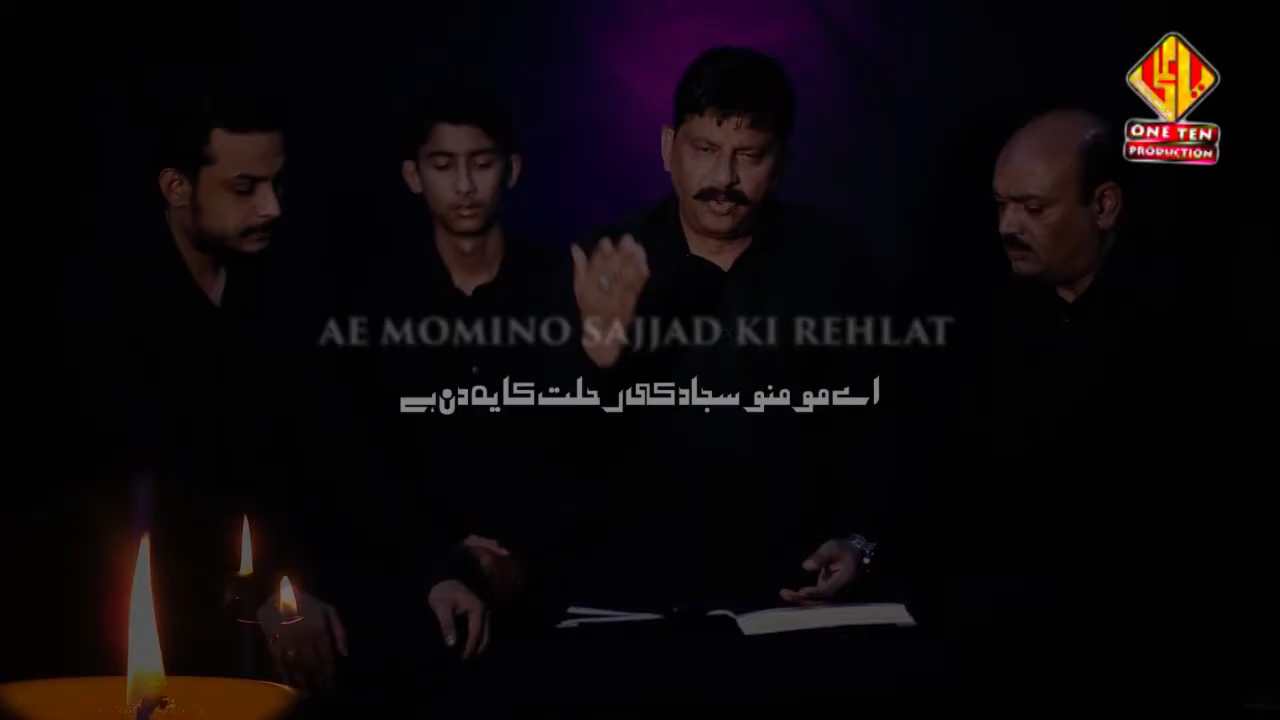 ONE TEN
PRODUCTION
AE MOMINO SAJJAD KI REHLAT
اے مومنو سجاد کی رحلت کا یہ دن ہے